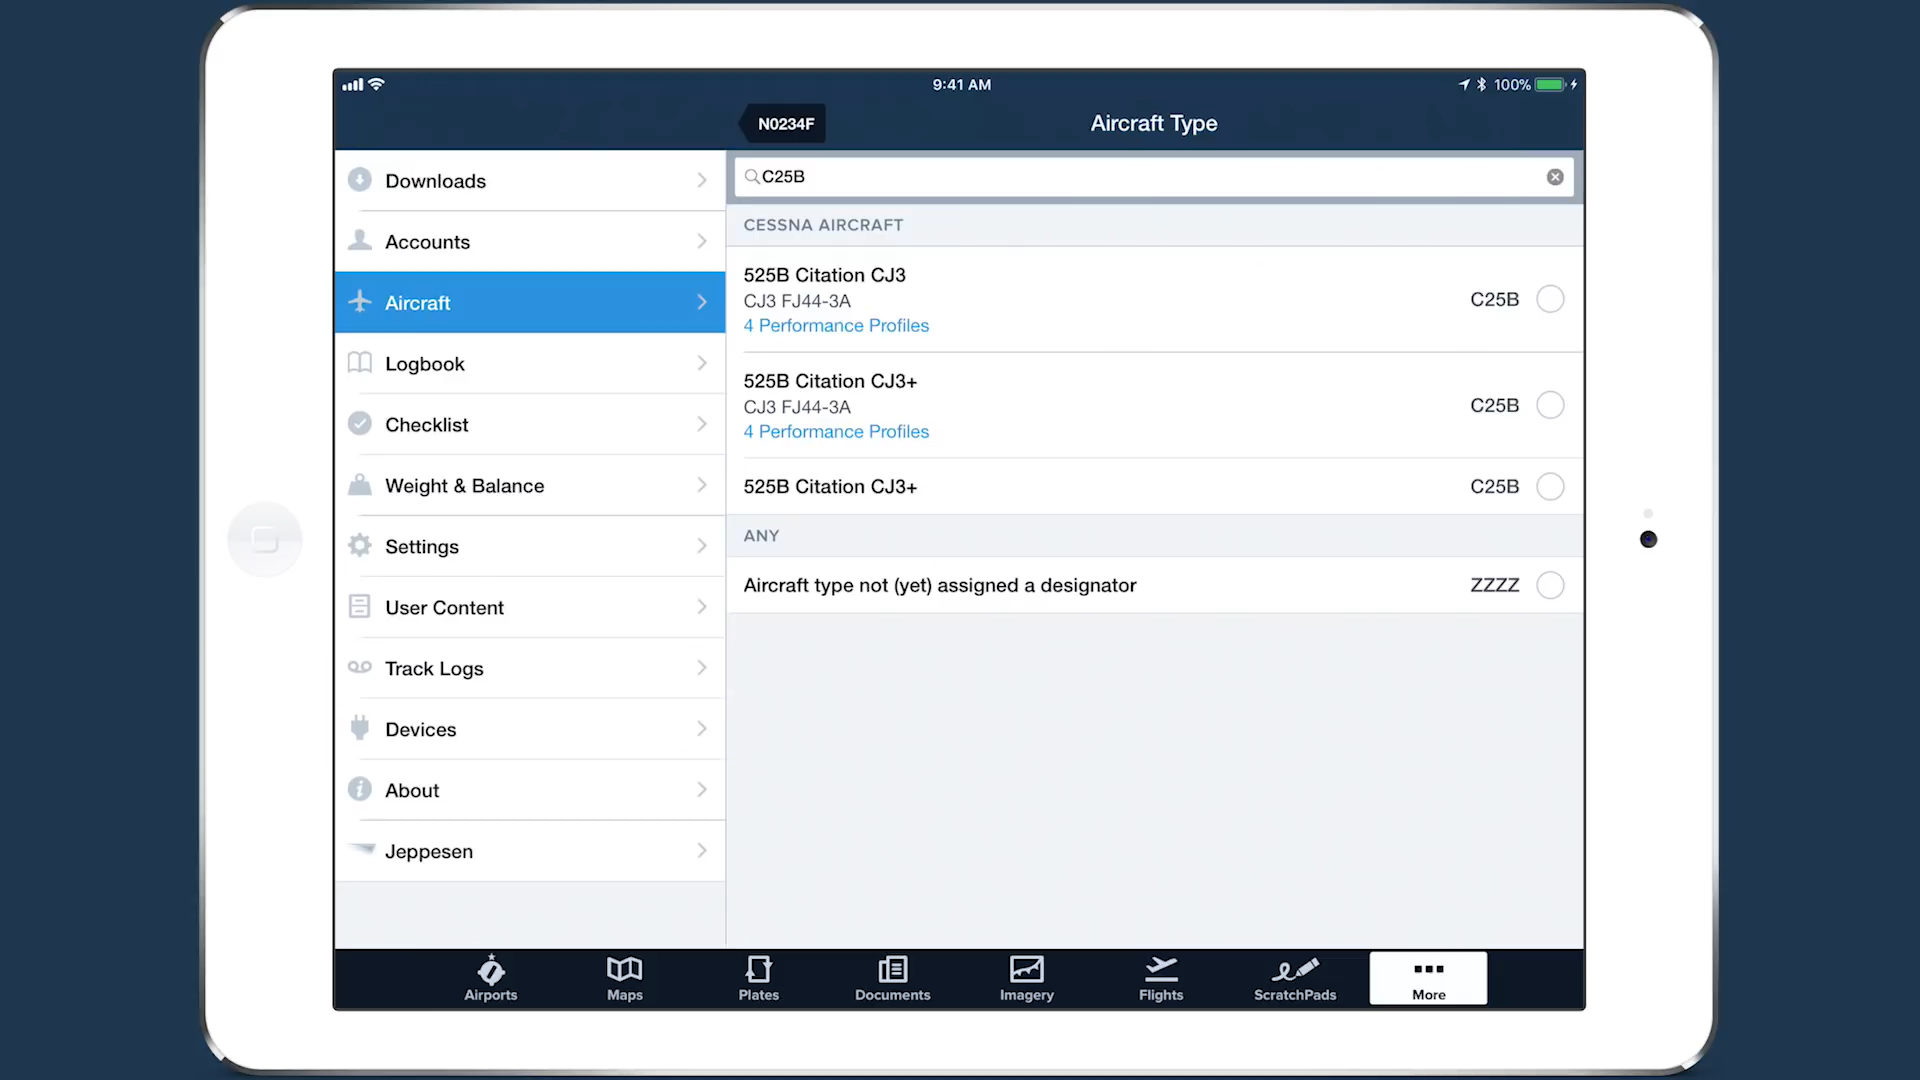 9:41 AM
100%
N0234F
Aircraft Type
Downloads
Accounts
Aircraft
Logbook
Checklist
Weight & Balance
Settings
User Content
Track Logs
Devices
About
Jeppesen
C25B
CESSNA AIRCRAFT
525B Citation CJ3
CJ3 FJ44-3A
4 Performance Profiles
C25B
525B Citation CJ3+
CJ3 FJ44-3A
4 Performance Profiles
C25B
525B Citation CJ3+
C25B
ANY
Aircraft type not (yet) assigned a designator
ZZZZ
Airports
Maps
Plates
Documents
Imagery
Flights
ScratchPads
More